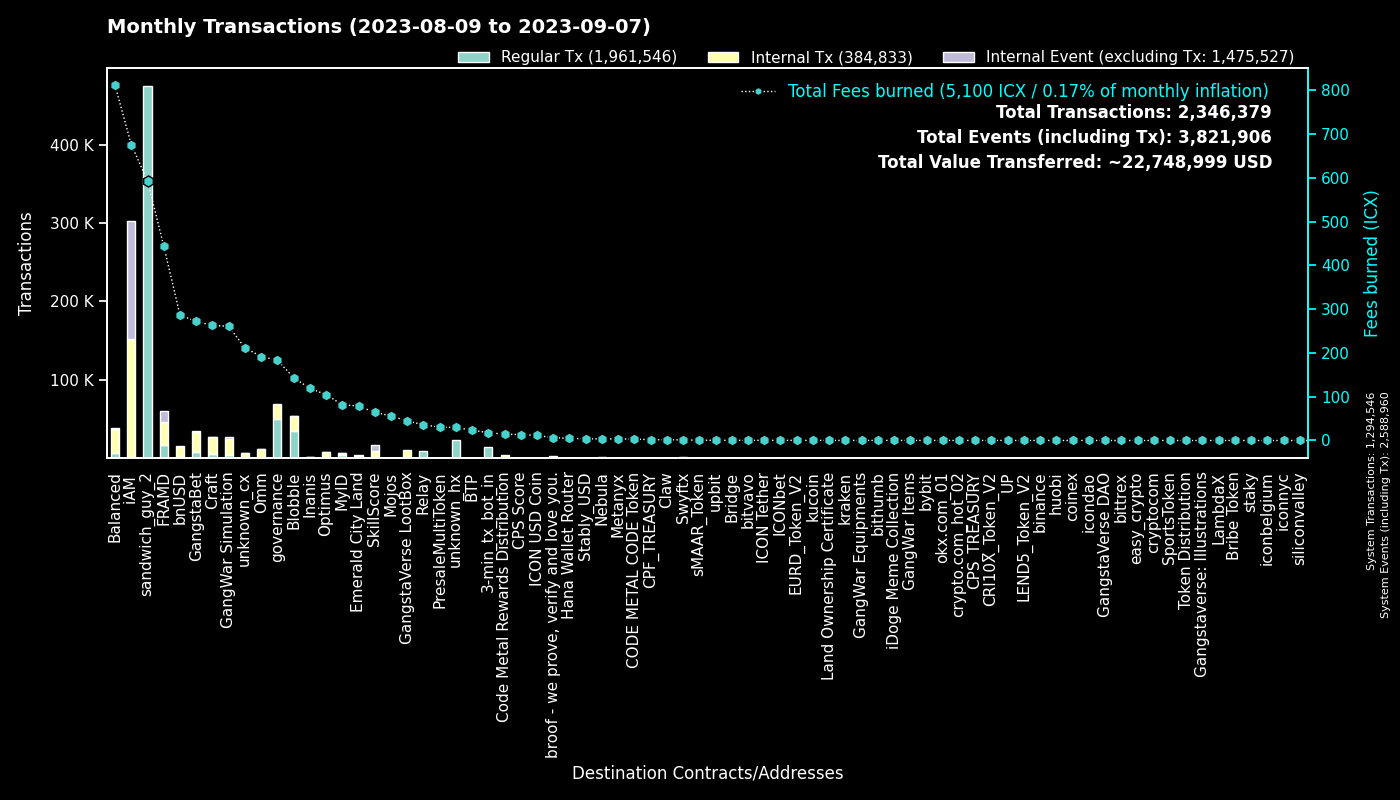 Monthly Transactions (2023-08-09 to 2023-09-07)
Regular Tx (1,961,546)
Internal Tx (384,833)
Internal Event (excluding Tx: 1,475,527)
Total Fees burned (5,100 ICX / 0.17% of monthly inflation)
Total Transactions: 2,346,379
Total Events (including Tx): 3,821,906
Total Value Transferred: ~22,748,999 USD
Transactions
400 K
300 K
200 K
100 K
800
700
600
500
400
300
200
100
0
Fees burned (ICX)
System Transactions: 1,294,546
System Events (including Tx): 2,588,960
Balanced
iAM
sandwich_guy_2
FRAMD
bnUSD
GangstaBet
Craft
GangWar Simulation
unknown_cx
Omm
governance
Blobble
Inanis
Optimus
MyID
Emerald City Land
SkillScore
Mojos
GangstaVerse LootBox
Relay
PresaleMultiToken
unknown_hx
BTP
3-min_tx_bot_in
Code Metal Rewards Distribution
CPS Score
ICON USD Coin
broof - we prove, verify and love you.
Hana Wallet Router
Stably_USD
Nebula
Metanyx
CODE METAL CODE Token
CPF_TREASURY
Claw
Swyftx
sMAAR_Token
upbit
Bridge
bitvavo
ICON Tether
ICONbet
EURD_Token_V2
kucoin
Land Ownership Certificate
kraken
GangWar Equipments
bithumb
iDoge Meme Collection
GangWar Items
bybit
okx.com_01
crypto.com_hot_02
CPS_TREASURY
CRI10X_Token_V2
UP
LEND5_Token_V2
binance
huobi
coinex
icondao
GangstaVerse DAO
bittrex
easy_crypto
cryptocom
SportsToken
Token Distribution
Gangstaverse: Illustrations
LambdaX
Bribe Token
staky
iconbelgium
iconnyc
siliconvalley
Destination Contracts/Addresses